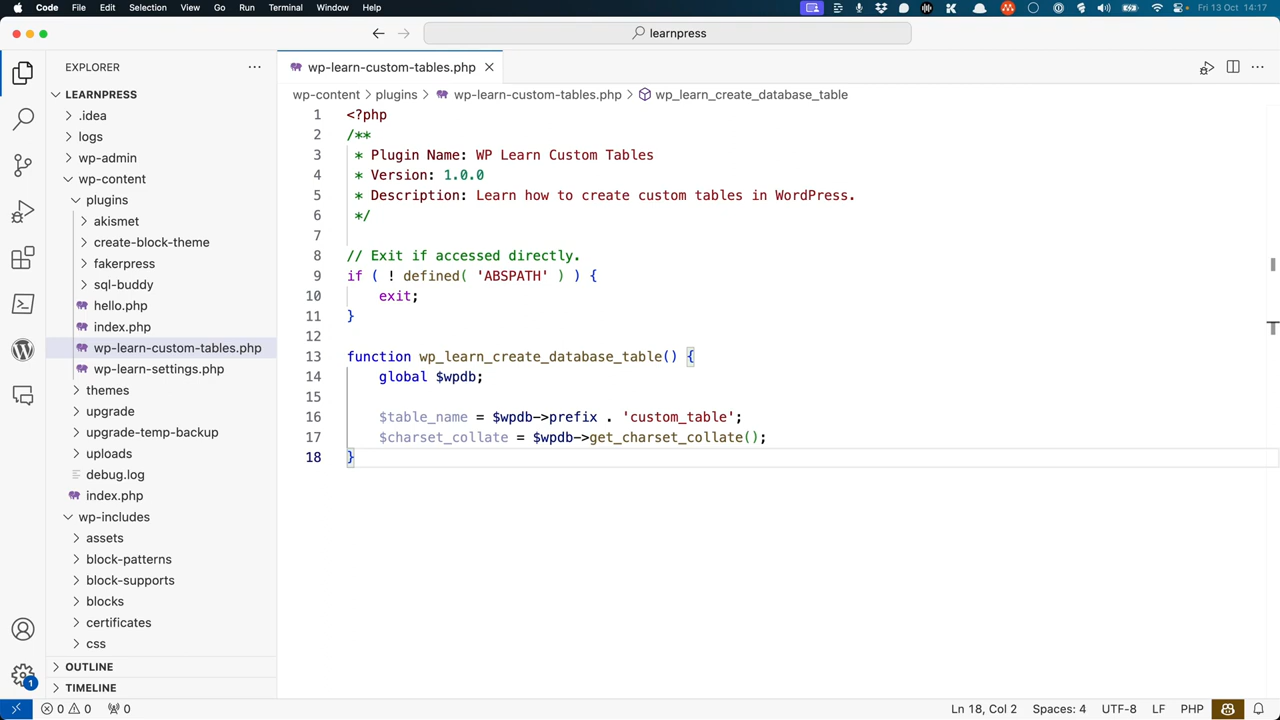 Code File Edit Selection View Go Run Terminal Window Help Fri 13 Oct 14:17
learnpress
EXPLORER
wp-learn-custom-tables.php
LEARNPRESS
wp-content plugins wp-learn-custom-tables.php wp_learn_create_database_table
.idea
logs
wp-admin
wp-content
plugins
akismet
create-block-theme
fakerpress
sql-buddy
hello.php
index.php
wp-learn-custom-tables.php
wp-learn-settings.php
themes
upgrade
upgrade-temp-backup
uploads
debug.log
index.php
wp-includes
assets
block-patterns
block-supports
blocks
certificates
css
OUTLINE
TIMELINE
1 <?php
2 /**
3  * Plugin Name: WP Learn Custom Tables
4  * Version: 1.0.0
5  * Description: Learn how to create custom tables in WordPress.
6  */
7
8 // Exit if accessed directly.
9 if ( ! defined( 'ABSPATH' ) ) {
10     exit;
11 }
12
13 function wp_learn_create_database_table() {
14     global $wpdb;
15
16     $table_name = $wpdb->prefix . 'custom_table';
17     $charset_collate = $wpdb->get_charset_collate();
18 }
1
0 0 0 Ln 18, Col 2 Spaces: 4 UTF-8 LF PHP